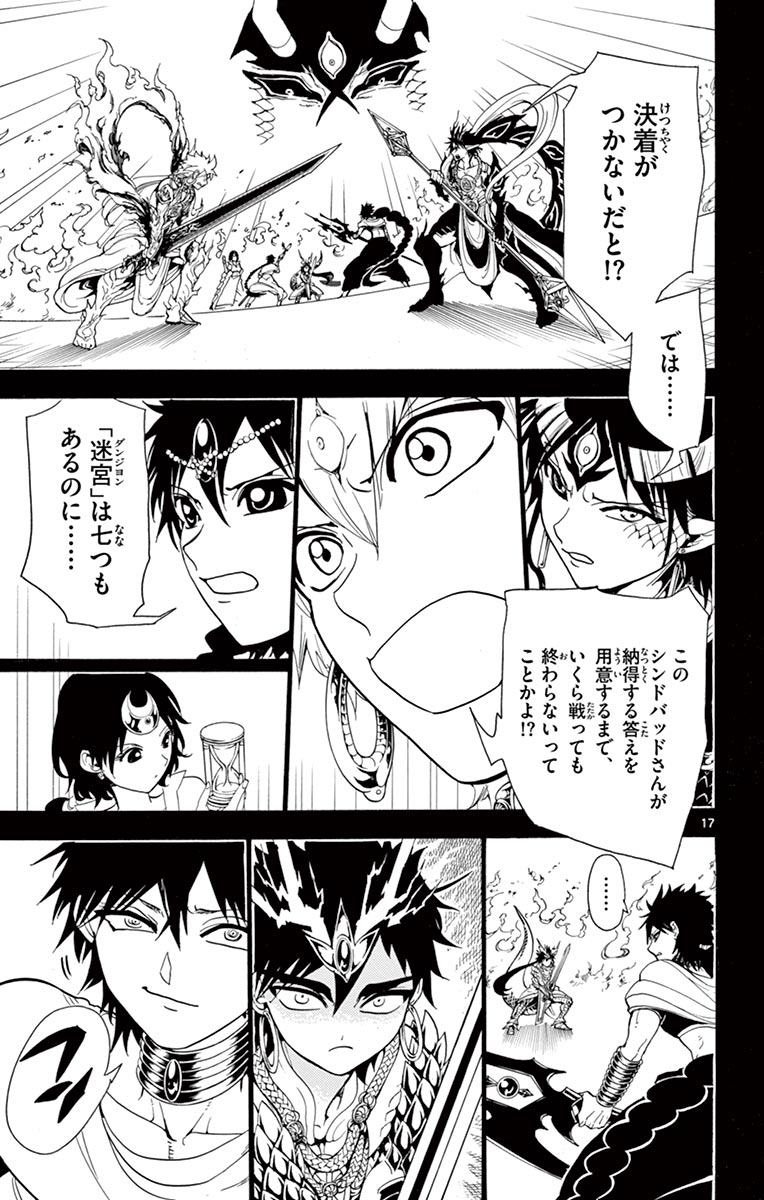 決着が
つかないだと!?
では……
「迷宮」は七つも
あるのに……
この
シンドバッドさんが
納得する答えを
用意するまで、
いくら戦っても
終わらないって
ことかよ!?
17
……